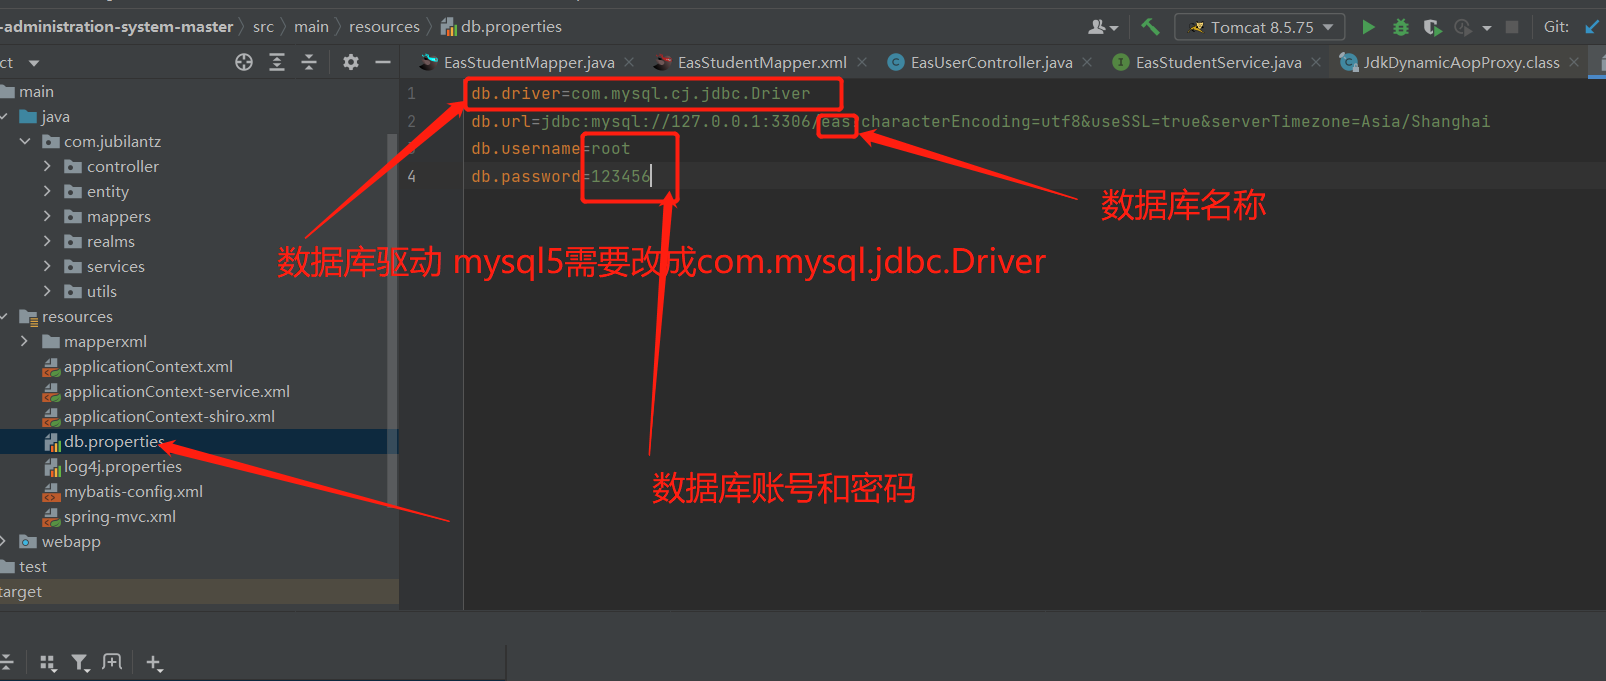 -administration-system-master 〉 src 〉 main 〉 resources 〉 db.properties
Tomcat 8.5.75
Git:
ct
EasStudentMapper.java
EasStudentMapper.xml
EasUserController.java
EasStudentService.java
JdkDynamicAopProxy.class
main
java
com.jubilantz
controller
entity
mappers
realms
services
utils
resources
mapperxml
applicationContext.xml
applicationContext-service.xml
applicationContext-shiro.xml
db.properties
log4j.properties
mybatis-config.xml
spring-mvc.xml
webapp
test
target
1 db.driver=com.mysql.cj.jdbc.Driver
2 db.url=jdbc:mysql://127.0.0.1:3306/eas characterEncoding=utf8&useSSL=true&serverTimezone=Asia/Shanghai
db.username=root
4 db.password=123456
数据库名称
数据库驱动 mysql5需要改成com.mysql.jdbc.Driver
数据库账号和密码